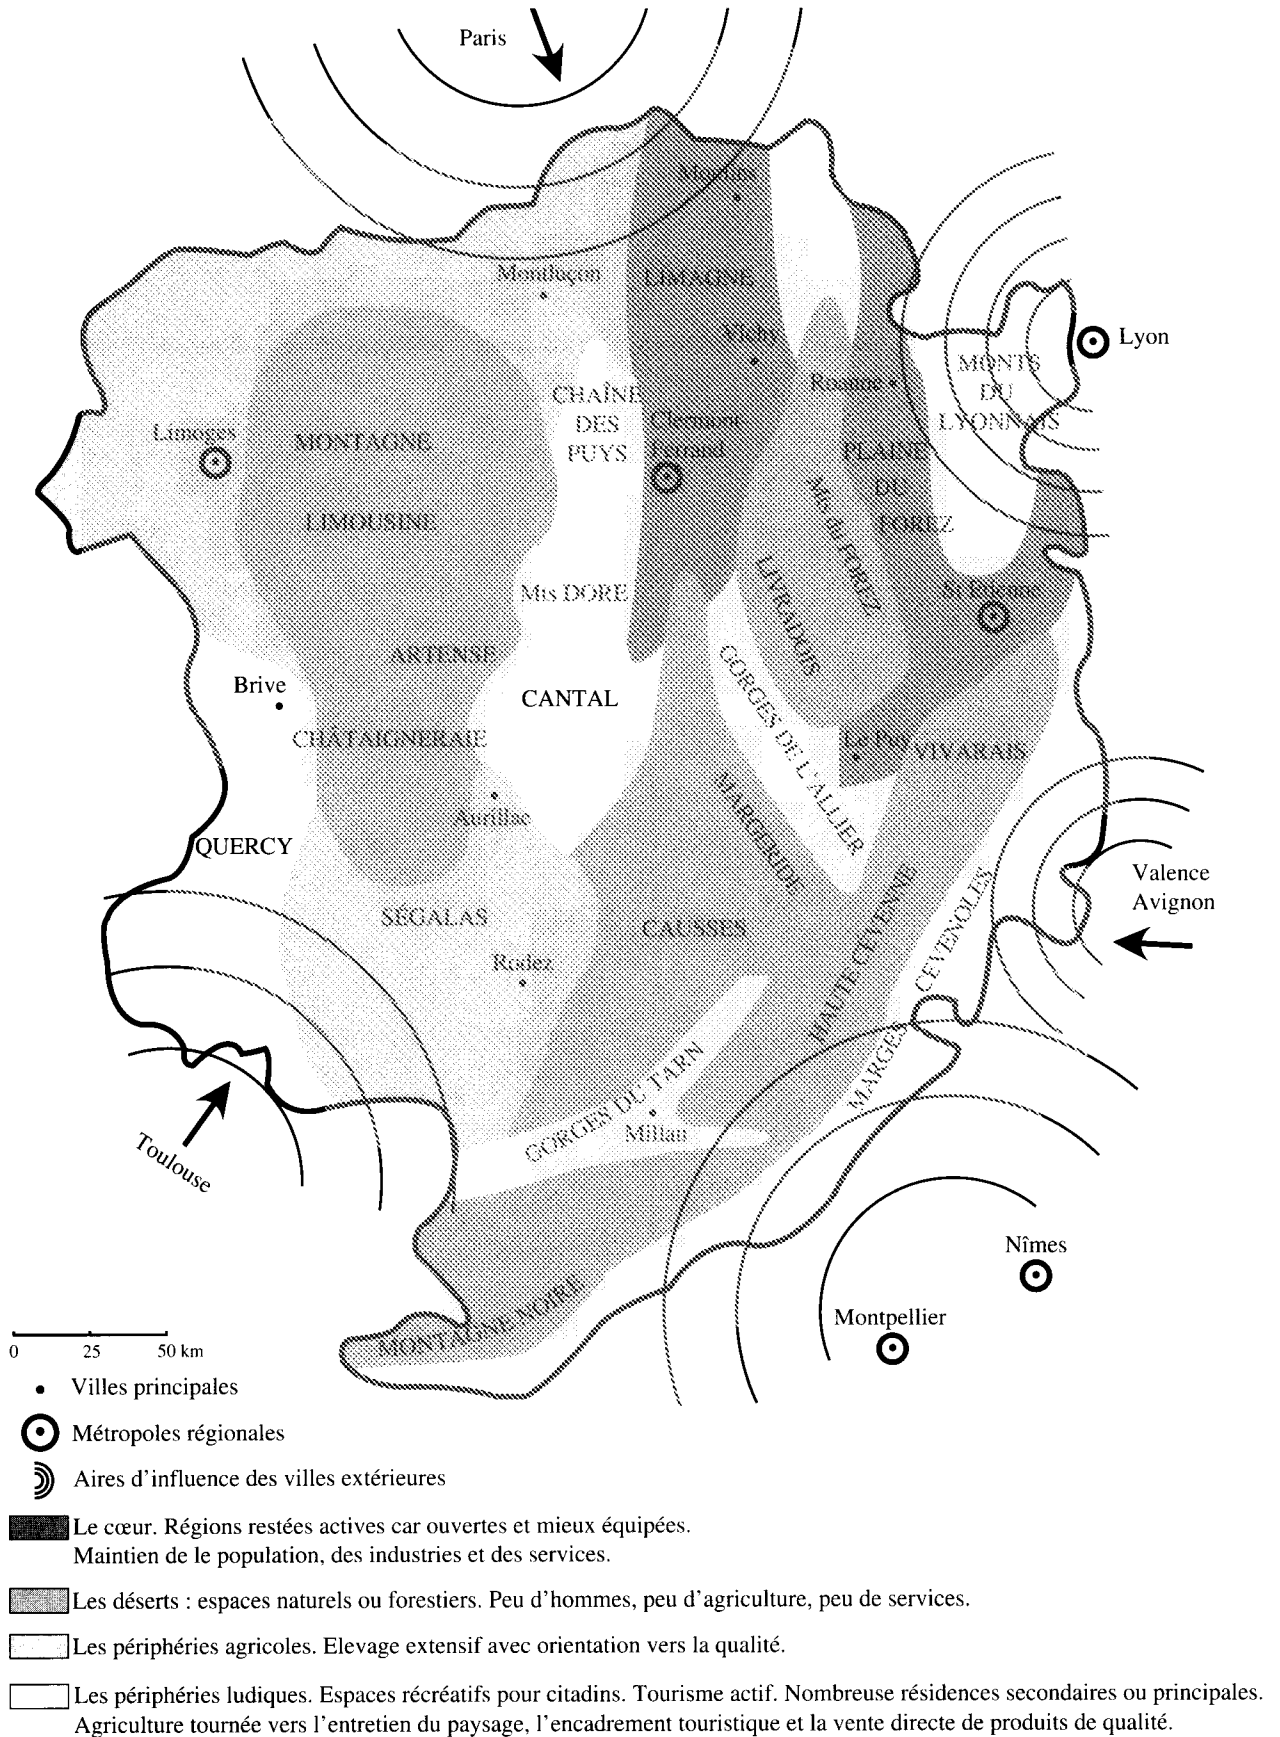 Paris
Moulins
Montluçon
LIMAGNE
Vichy
Lyon
Roanne
MONTS
DU
LYONNAIS
CHAÎNE
DES
PUYS
Limoges
MONTAGNE
LIMOUSINE
Clermont-
Ferrand
PLAINE
DU
FOREZ
Mts du FOREZ
LIVRADOIS
Mts DORE
St Etienne
ARTENSE
Brive
CANTAL
CHÂTAIGNERAIE
GORGES DE L'ALLIER
Le Puy
VIVARAIS
Aurillac
MARGERIDE
QUERCY
Valence
Avignon
SÉGALAS
CAUSSES
Rodez
HAUTE CEVENNE
MARGES CEVENOLES
GORGES DU TARN
Millau
Toulouse
Nîmes
Montpellier
MONTAGNE NOIRE
0 25 50 km
Villes principales
Métropoles régionales
Aires d'influence des villes extérieures
Le cœur. Régions restées actives car ouvertes et mieux équipées.
Maintien de le population, des industries et des services.
Les déserts : espaces naturels ou forestiers. Peu d'hommes, peu d'agriculture, peu de services.
Les périphéries agricoles. Elevage extensif avec orientation vers la qualité.
Les périphéries ludiques. Espaces récréatifs pour citadins. Tourisme actif. Nombreuse résidences secondaires ou principales.
Agriculture tournée vers l'entretien du paysage, l'encadrement touristique et la vente directe de produits de qualité.